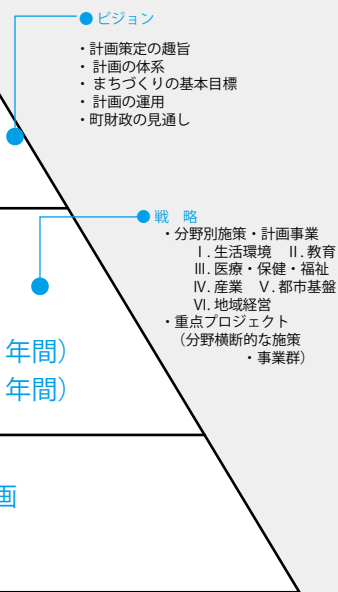 ● ビジョン
・計画策定の趣旨
・計画の体系
・まちづくりの基本目標
・計画の運用
・町財政の見通し
● 戦　略
・分野別施策・計画事業
Ⅰ. 生活環境　Ⅱ. 教育
Ⅲ. 医療・保健・福祉
Ⅳ. 産業　Ⅴ. 都市基盤
Ⅵ. 地域経営
・重点プロジェクト
（分野横断的な施策
・事業群）
年間）
年間）
画